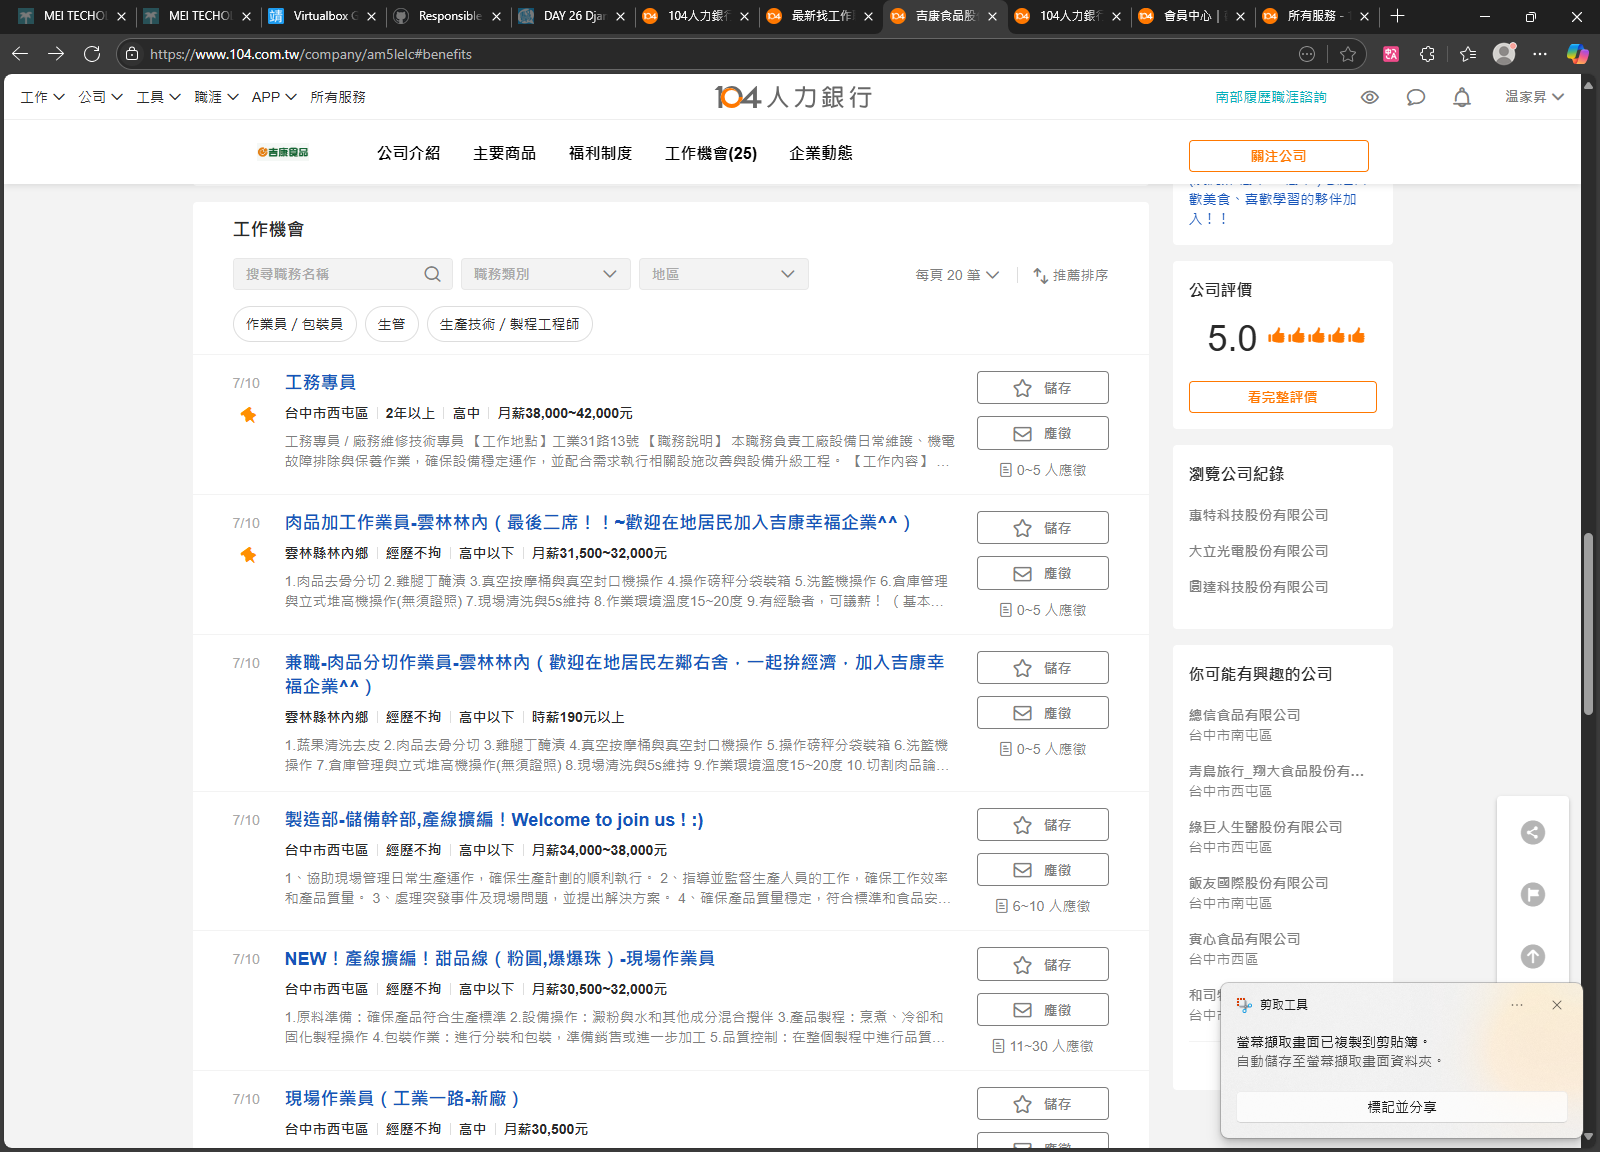 MEI TECHOL
MEI TECHOL
Virtualbox G
Responsible
DAY 26 Djan
104人力銀行
最新找工作
吉康食品股
104人力銀行
會員中心 |
所有服務 - 1
https://www.104.com.tw/company/am5lelc#benefits
工作 公司 工具 職涯 APP 所有服務
104人力銀行
南部履歷職涯諮詢
温家昇
吉康食品
公司介紹 主要商品 福利制度 工作機會(25) 企業動態
關注公司
工作機會
搜尋職務名稱 職務類別 地區
每頁 20 筆 推薦排序
作業員 / 包裝員 生管 生產技術 / 製程工程師
7/10 工務專員
台中市西屯區 2年以上 高中 月薪38,000~42,000元
工務專員 / 廠務維修技術專員 【工作地點】工業31路13號 【職務說明】 本職務負責工廠設備日常維護、機電
故障排除與保養作業，確保設備穩定運作，並配合需求執行相關設施改善與設備升級工程。 【工作內容】 ...
儲存
應徵
0~5 人應徵
7/10 肉品加工作業員-雲林林內（最後二席！！~歡迎在地居民加入吉康幸福企業^^）
雲林縣林內鄉 經歷不拘 高中以下 月薪31,500~32,000元
1.肉品去骨分切 2.雞腿丁醃漬 3.真空按摩桶與真空封口機操作 4.操作磅秤分袋裝箱 5.洗籃機操作 6.倉庫管理
與立式堆高機操作(無須證照) 7.現場清洗與5s維持 8.作業環境溫度15~20度 9.有經驗者，可議薪！（ 基本...
儲存
應徵
0~5 人應徵
7/10 兼職-肉品分切作業員-雲林林內（歡迎在地居民左鄰右舍．一起拚經濟．加入吉康幸
福企業^^）
雲林縣林內鄉 經歷不拘 高中以下 時薪190元以上
1.蔬果清洗去皮 2.肉品去骨分切 3.雞腿丁醃漬 4.真空按摩桶與真空封口機操作 5.操作磅秤分袋裝箱 6.洗籃機
操作 7.倉庫管理與立式堆高機操作(無須證照) 8.現場清洗與5s維持 9.作業環境溫度15~20度 10.切割肉品論...
儲存
應徵
0~5 人應徵
7/10 製造部-儲備幹部,產線擴編！Welcome to join us ! :)
台中市西屯區 經歷不拘 高中以下 月薪34,000~38,000元
1、協助現場管理日常生產運作，確保生產計劃的順利執行。 2、指導並監督生產人員的工作，確保工作效率
和產品質量。 3、處理突發事件及現場問題，並提出解決方案。 4、確保產品質量穩定，符合標準和食品安...
儲存
應徵
6~10 人應徵
7/10 NEW！產線擴編！甜品線（粉圓,爆爆珠）-現場作業員
台中市西屯區 經歷不拘 高中以下 月薪30,500~32,000元
1.原料準備：確保產品符合生產標準 2.設備操作：澱粉與水和其他成分混合攪伴 3.產品製程：烹煮、冷卻和
固化製程操作 4.包裝作業：進行分裝和包裝，準備銷售或進一步加工 5.品質控制：在整個製程中進行品質...
儲存
應徵
11~30 人應徵
7/10 現場作業員（工業一路-新廠）
台中市西屯區 經歷不拘 高中 月薪30,500元
儲存
應徵
歡美食、喜歡學習的夥伴加
入！！
公司評價
5.0
看完整評價
瀏覽公司紀錄
惠特科技股份有限公司
大立光電股份有限公司
圓達科技股份有限公司
你可能有興趣的公司
總信食品有限公司
台中市南屯區
青鳥旅行_翔大食品股份有...
台中市西屯區
綠巨人生醫股份有限公司
台中市西屯區
飯友國際股份有限公司
台中市南屯區
寊心食品有限公司
台中市西區
和司
台中市
剪取工具
螢幕擷取畫面已複製到剪貼簿。
自動儲存至螢幕擷取畫面資料夾。
標記並分享